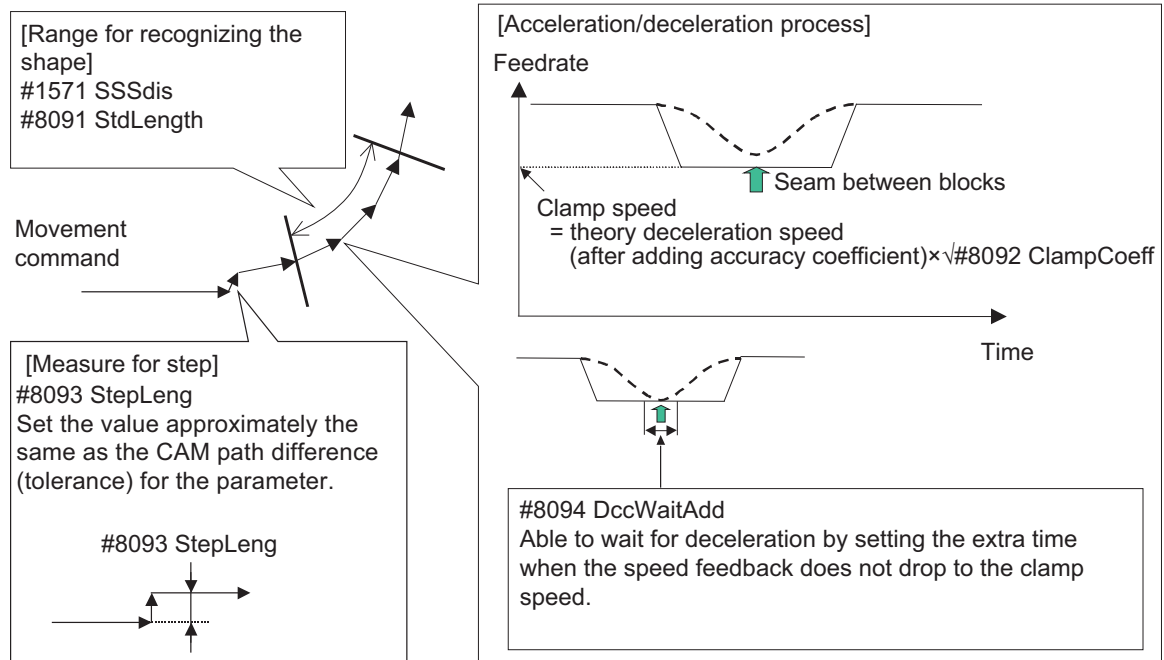 [Range for recognizing the
shape]
#1571 SSSdis
#8091 StdLength
Movement
command
[Measure for step]
#8093 StepLeng
Set the value approximately the
same as the CAM path difference
(tolerance) for the parameter.
#8093 StepLeng
[Acceleration/deceleration process]
Feedrate
Seam between blocks
Clamp speed
= theory deceleration speed
(after adding accuracy coefficient)×√#8092 ClampCoeff
Time
#8094 DccWaitAdd
Able to wait for deceleration by setting the extra time
when the speed feedback does not drop to the clamp
speed.